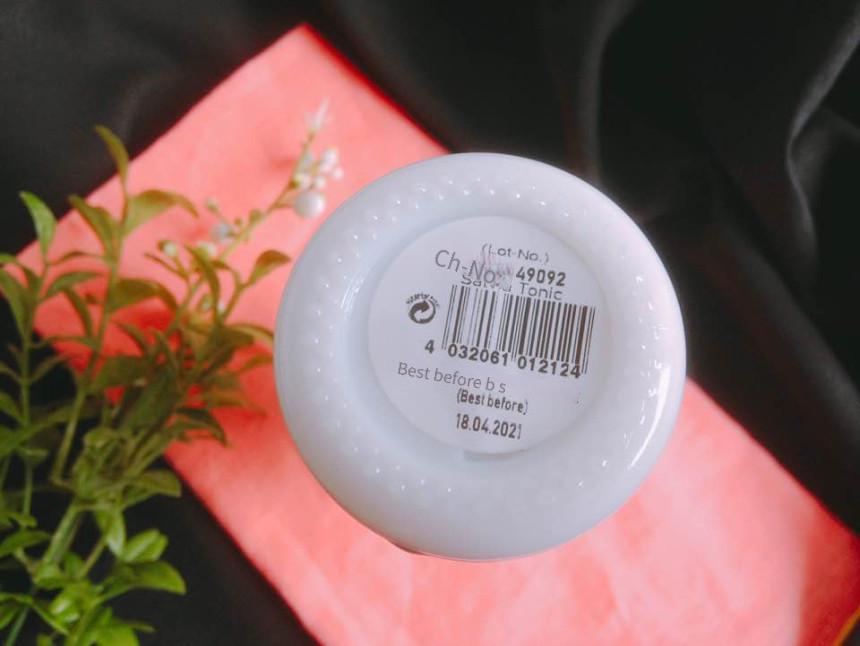 (Lot-No.)
Ch-No. 49092
Tonic
4 032061 012124
Best before b s
(Best before)
18.04.2021